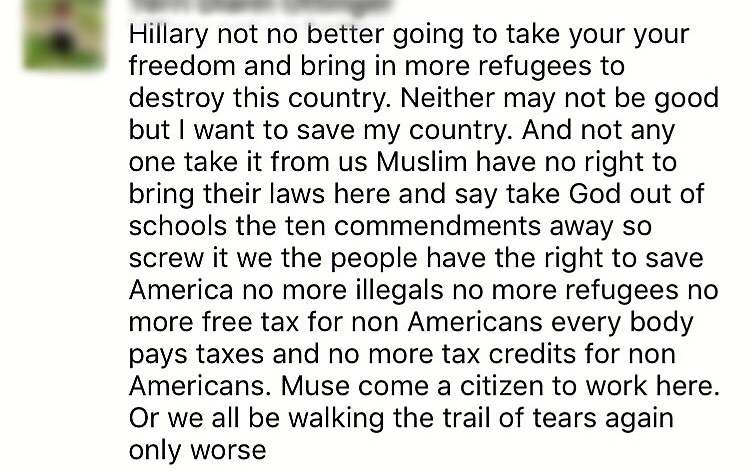 Hillary not no better going to take your your
freedom and bring in more refugees to
destroy this country. Neither may not be good
but I want to save my country. And not any
one take it from us Muslim have no right to
bring their laws here and say take God out of
schools the ten commendments away so
screw it we the people have the right to save
America no more illegals no more refugees no
more free tax for non Americans every body
pays taxes and no more tax credits for non
Americans. Muse come a citizen to work here.
Or we all be walking the trail of tears again
only worse